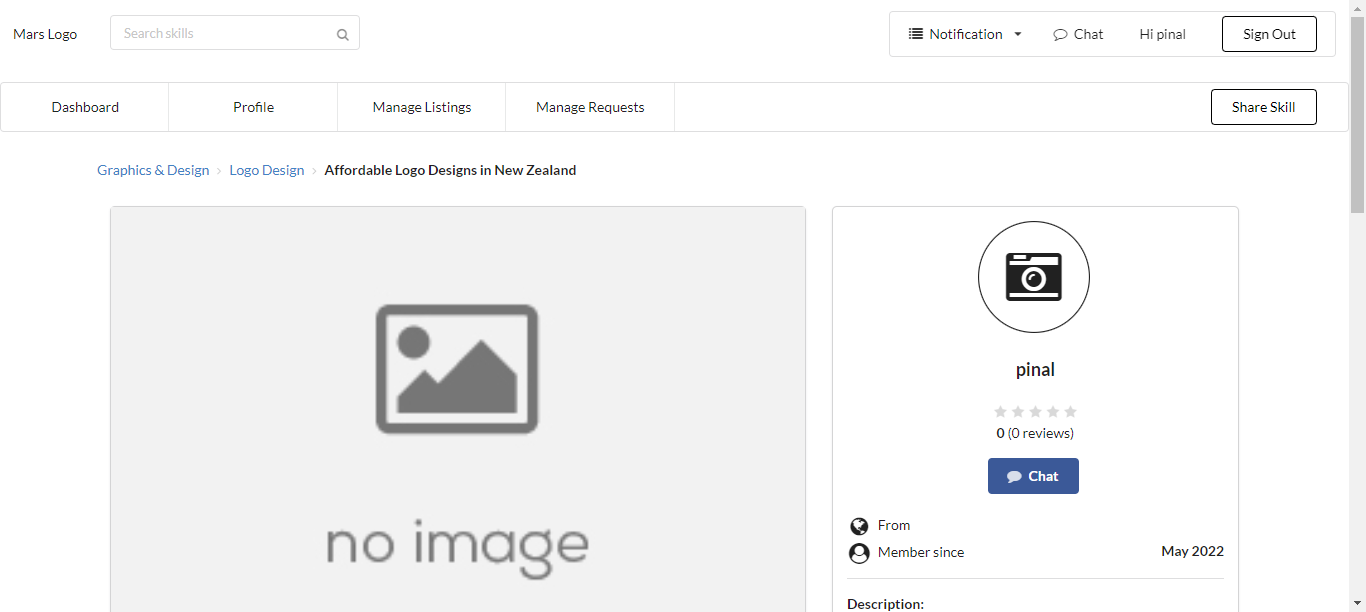 Mars Logo
Search skills
Notification
Chat
Hi pinal
Sign Out
Dashboard
Profile
Manage Listings
Manage Requests
Share Skill
Graphics & Design › Logo Design › Affordable Logo Designs in New Zealand
no image
pinal
0 (0 reviews)
Chat
From
Member since May 2022
Description: